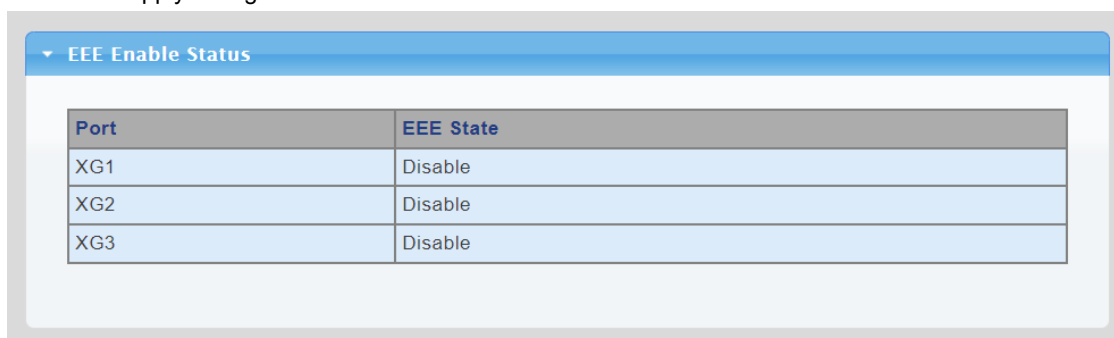 EEE Enable Status
Port EEE State
XG1 Disable
XG2 Disable
XG3 Disable